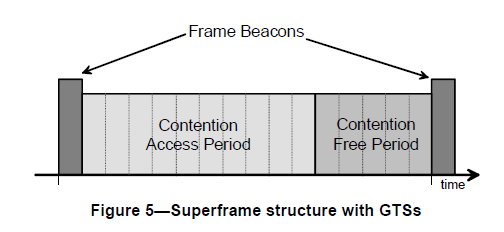 Frame Beacons
Contention
Access Period
Contention
Free Period
time
Figure 5—Superframe structure with GTSs